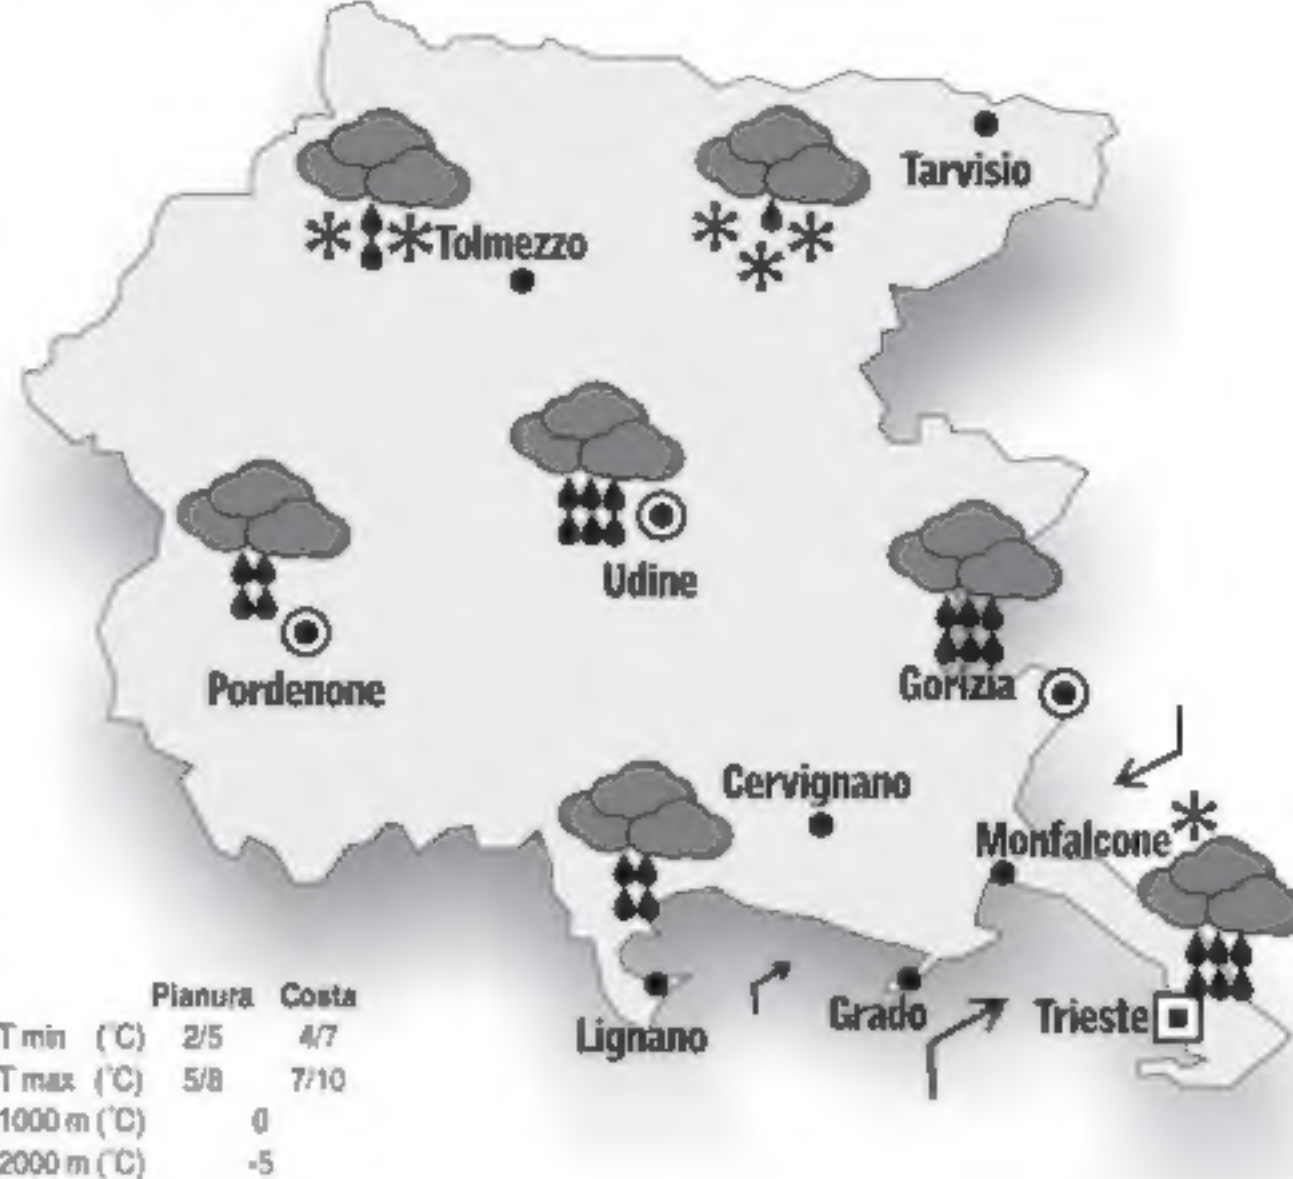 Tarvisio
Tolmezzo
Udine
Pordenone
Gorizia
Cervignano
Monfalcone
Lignano
Grado
Trieste
Pianura Costa
T min (°C) 2/5 4/7
T max (°C) 5/8 7/10
1000 m (°C) 0
2000 m (°C) -5